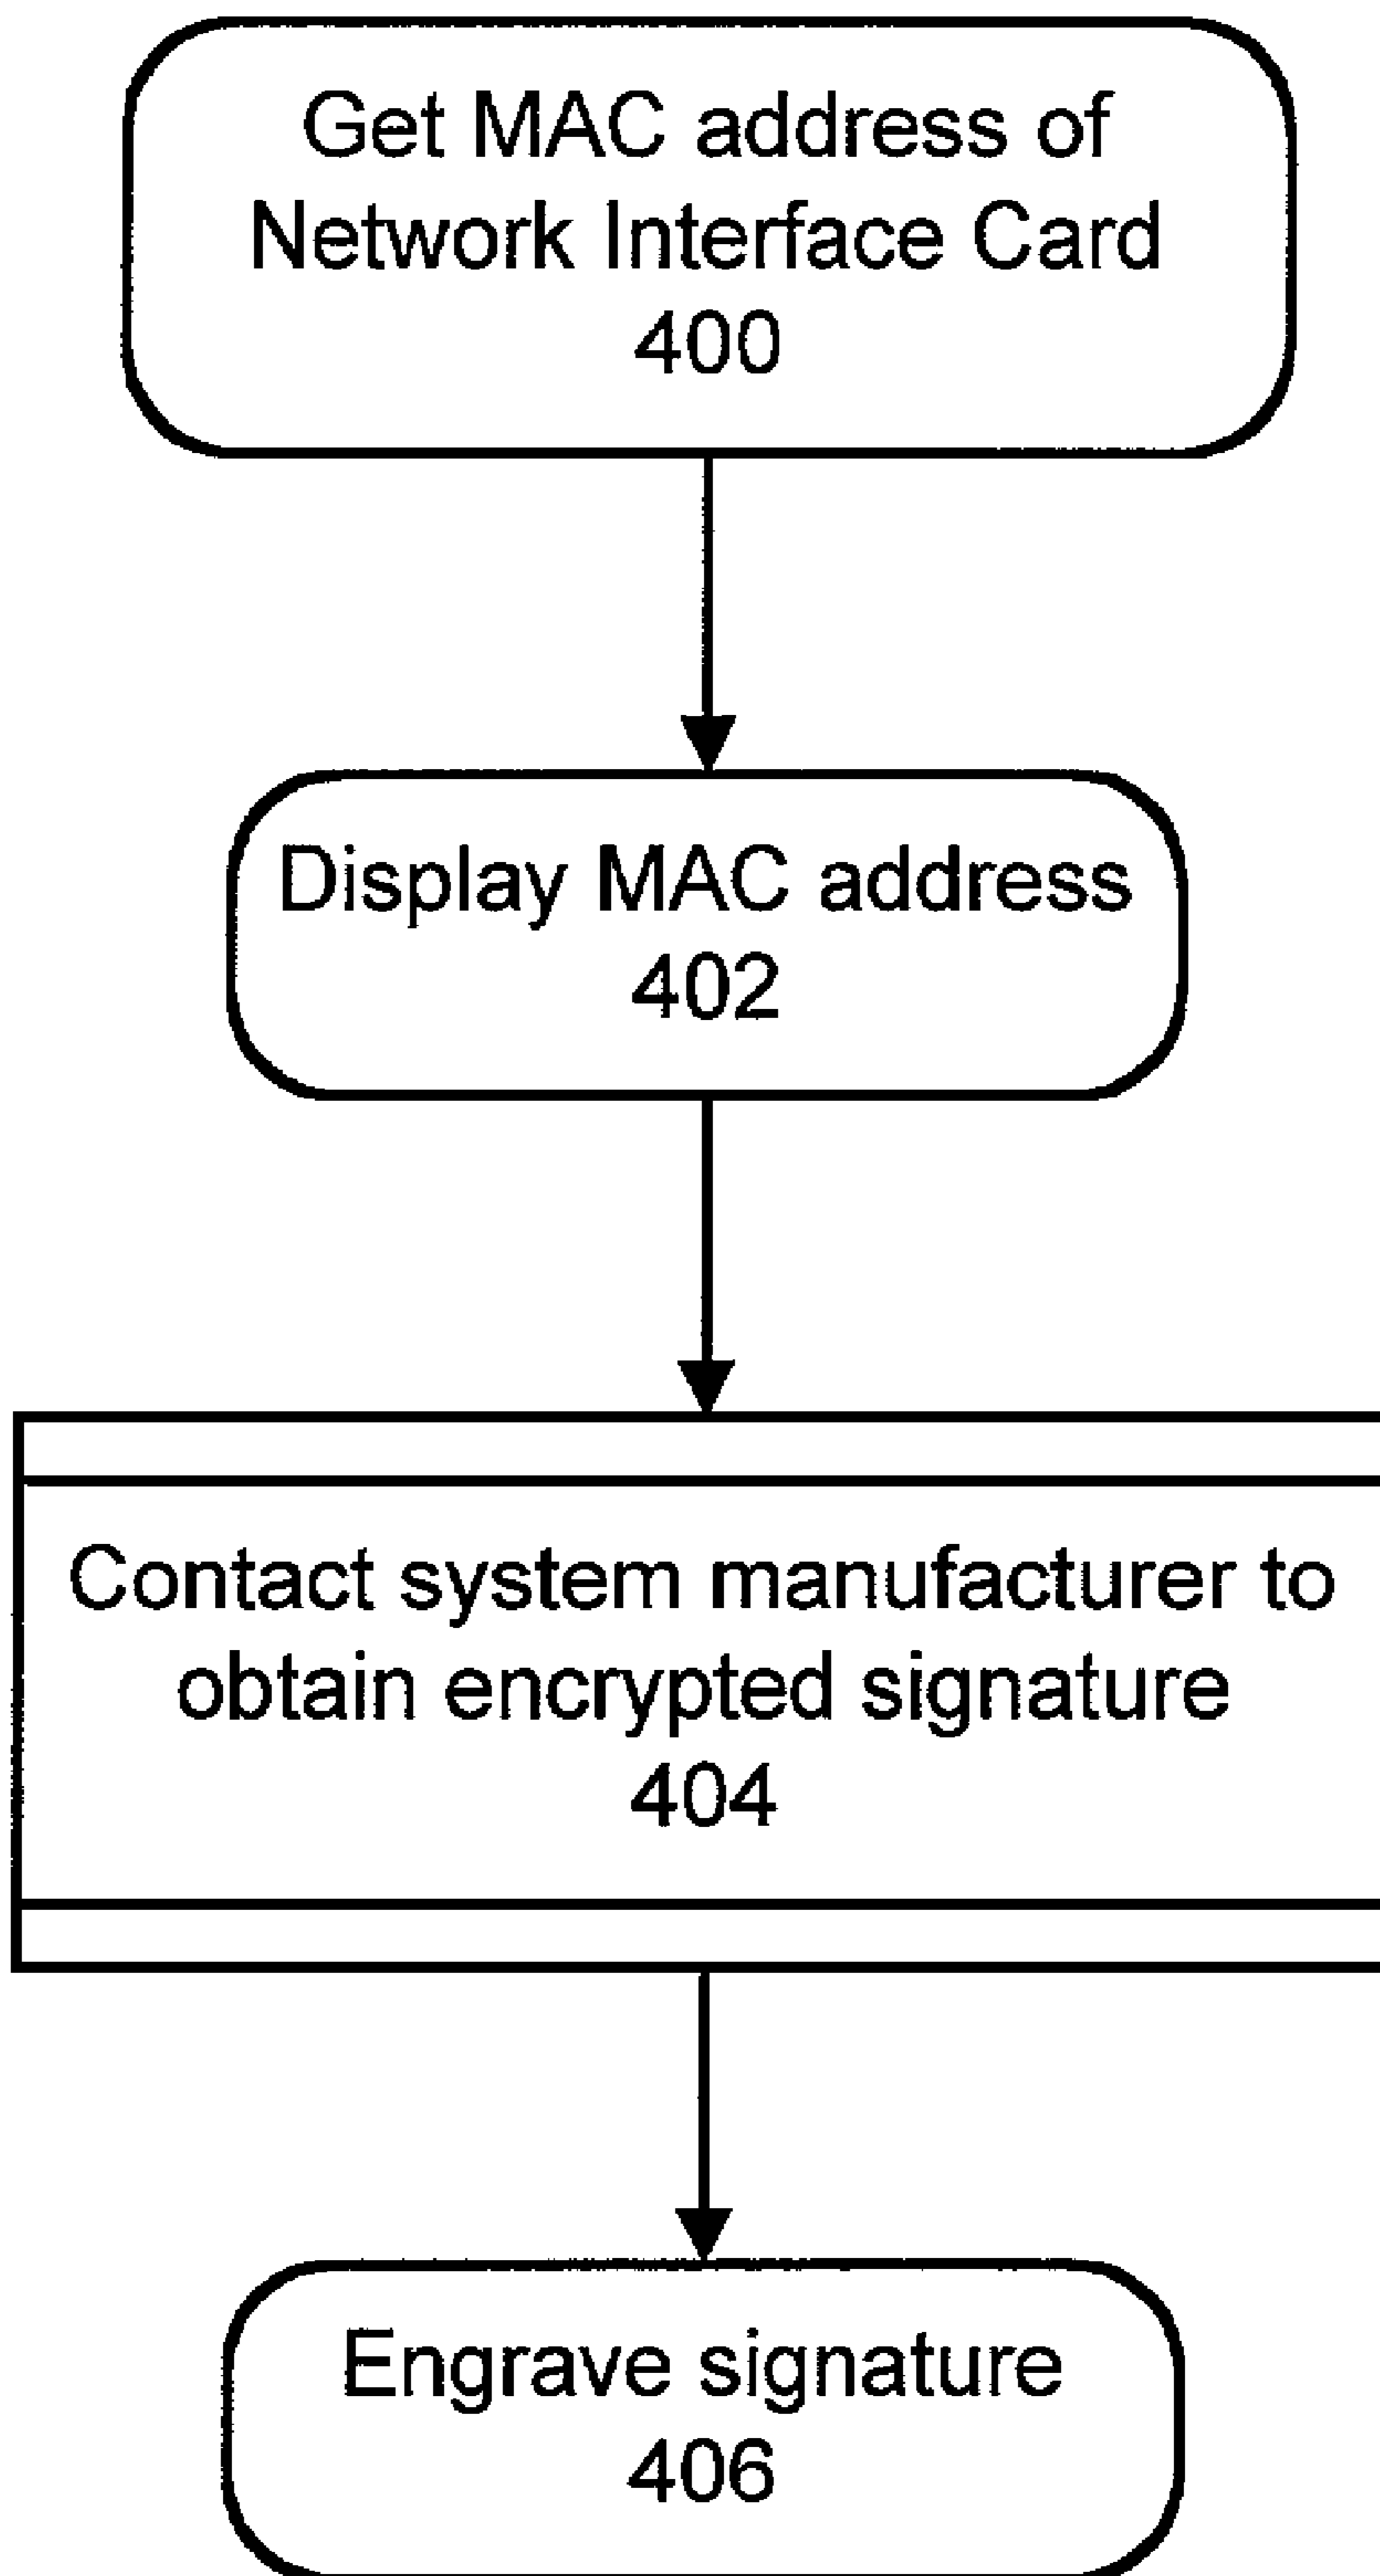 Get MAC address of
Network Interface Card
400
Display MAC address
402
Contact system manufacturer to
obtain encrypted signature
404
Engrave signature
406